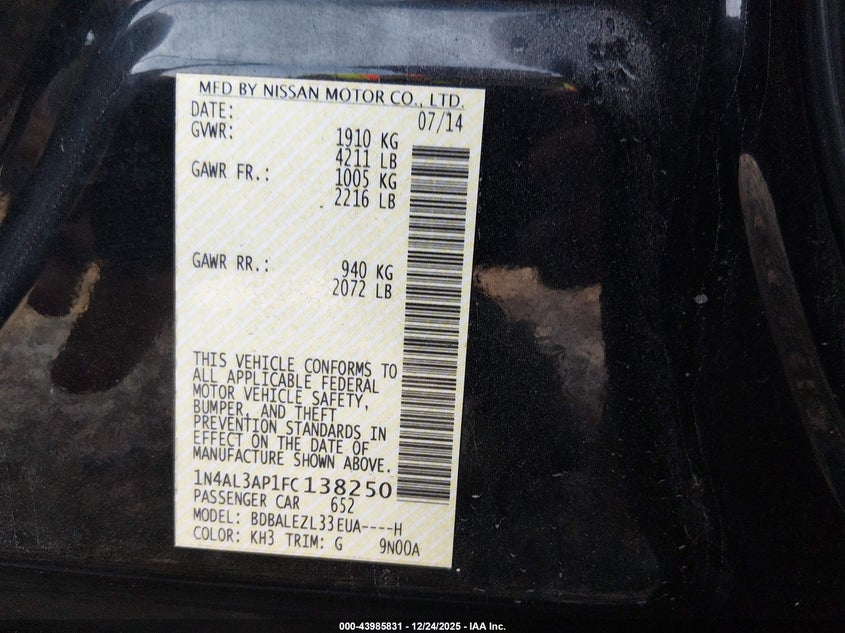 MFD BY NISSAN MOTOR CO., LTD.
DATE: 07/14
GVWR: 1910 KG
4211 LB
GAWR FR.: 1005 KG
2216 LB
GAWR RR.: 940 KG
2072 LB
THIS VEHICLE CONFORMS TO
ALL APPLICABLE FEDERAL
MOTOR VEHICLE SAFETY,
BUMPER, AND THEFT
PREVENTION STANDARDS IN
EFFECT ON THE DATE OF
MANUFACTURE SHOWN ABOVE.
1N4AL3AP1FC138250
PASSENGER CAR 652
MODEL: BDBALEZL33EUA----H
COLOR: KH3 TRIM: G 9N00A
000-43985831 - 12/24/2025 - IAA Inc.